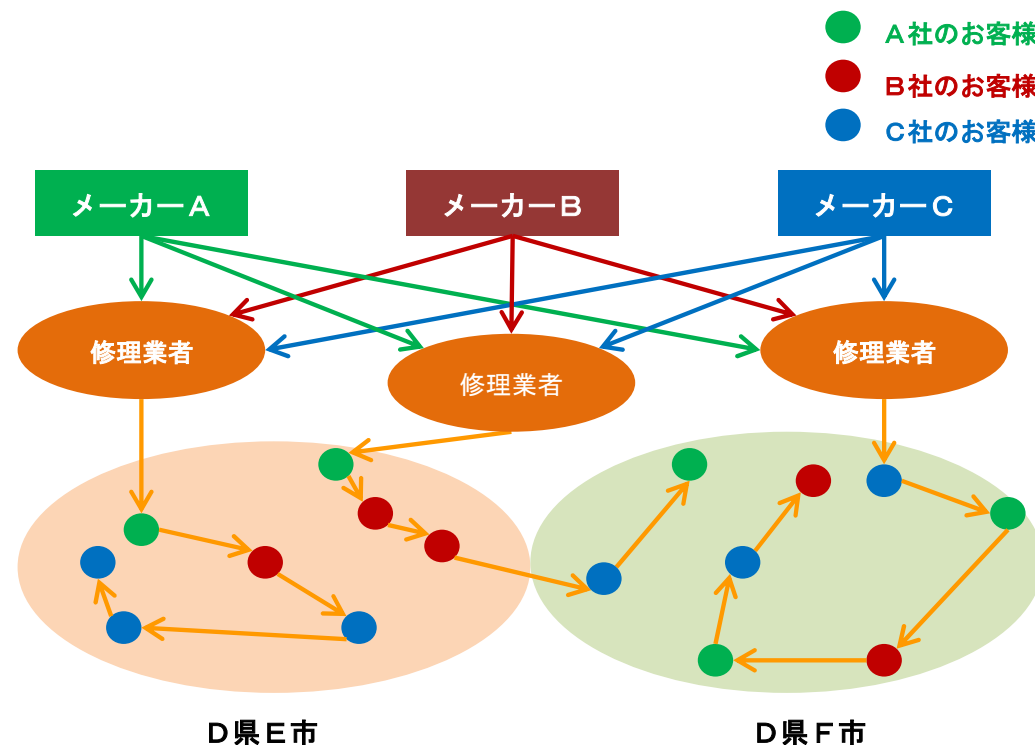 A社のお客様
B社のお客様
C社のお客様
メーカーA
メーカーB
メーカーC
修理業者
修理業者
修理業者
D県E市
D県F市